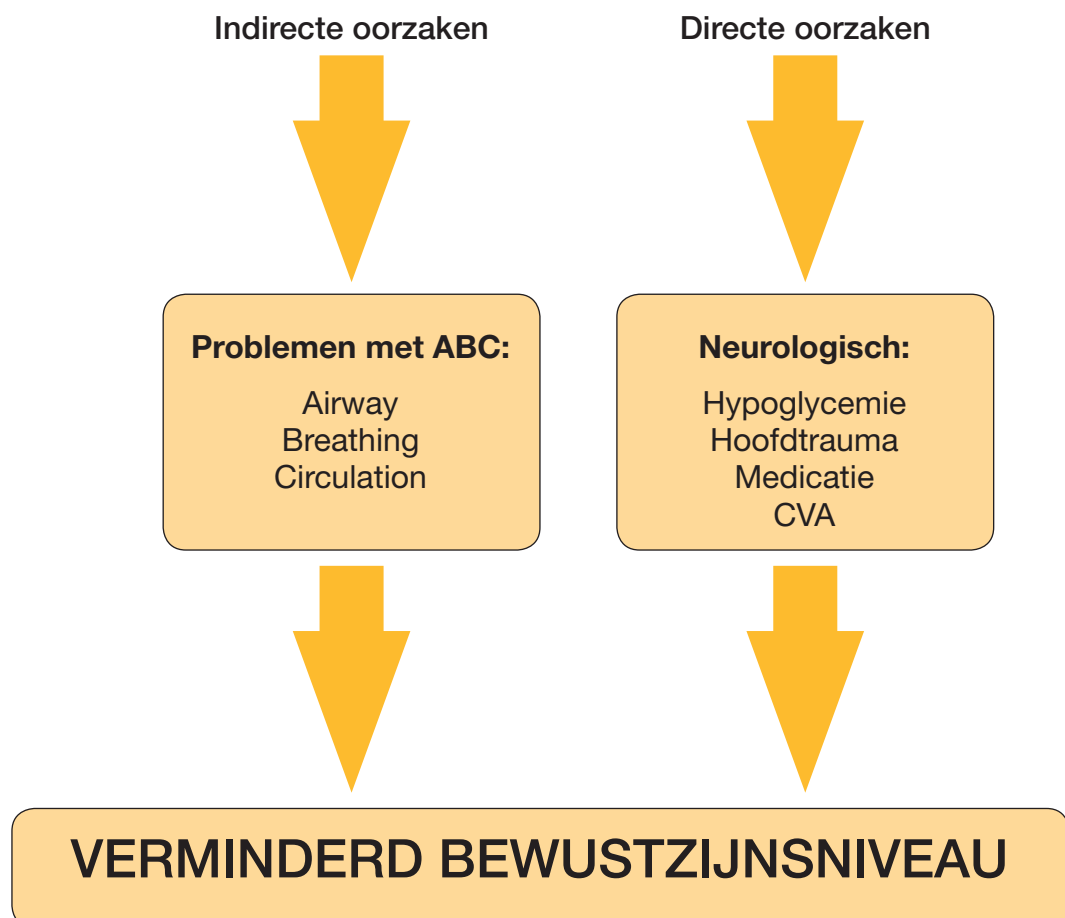 Indirecte oorzaken
Directe oorzaken
Problemen met ABC:
Airway
Breathing
Circulation
Neurologisch:
Hypoglycemie
Hoofdtrauma
Medicatie
CVA
VERMINDERD BEWUSTZIJNSNIVEAU